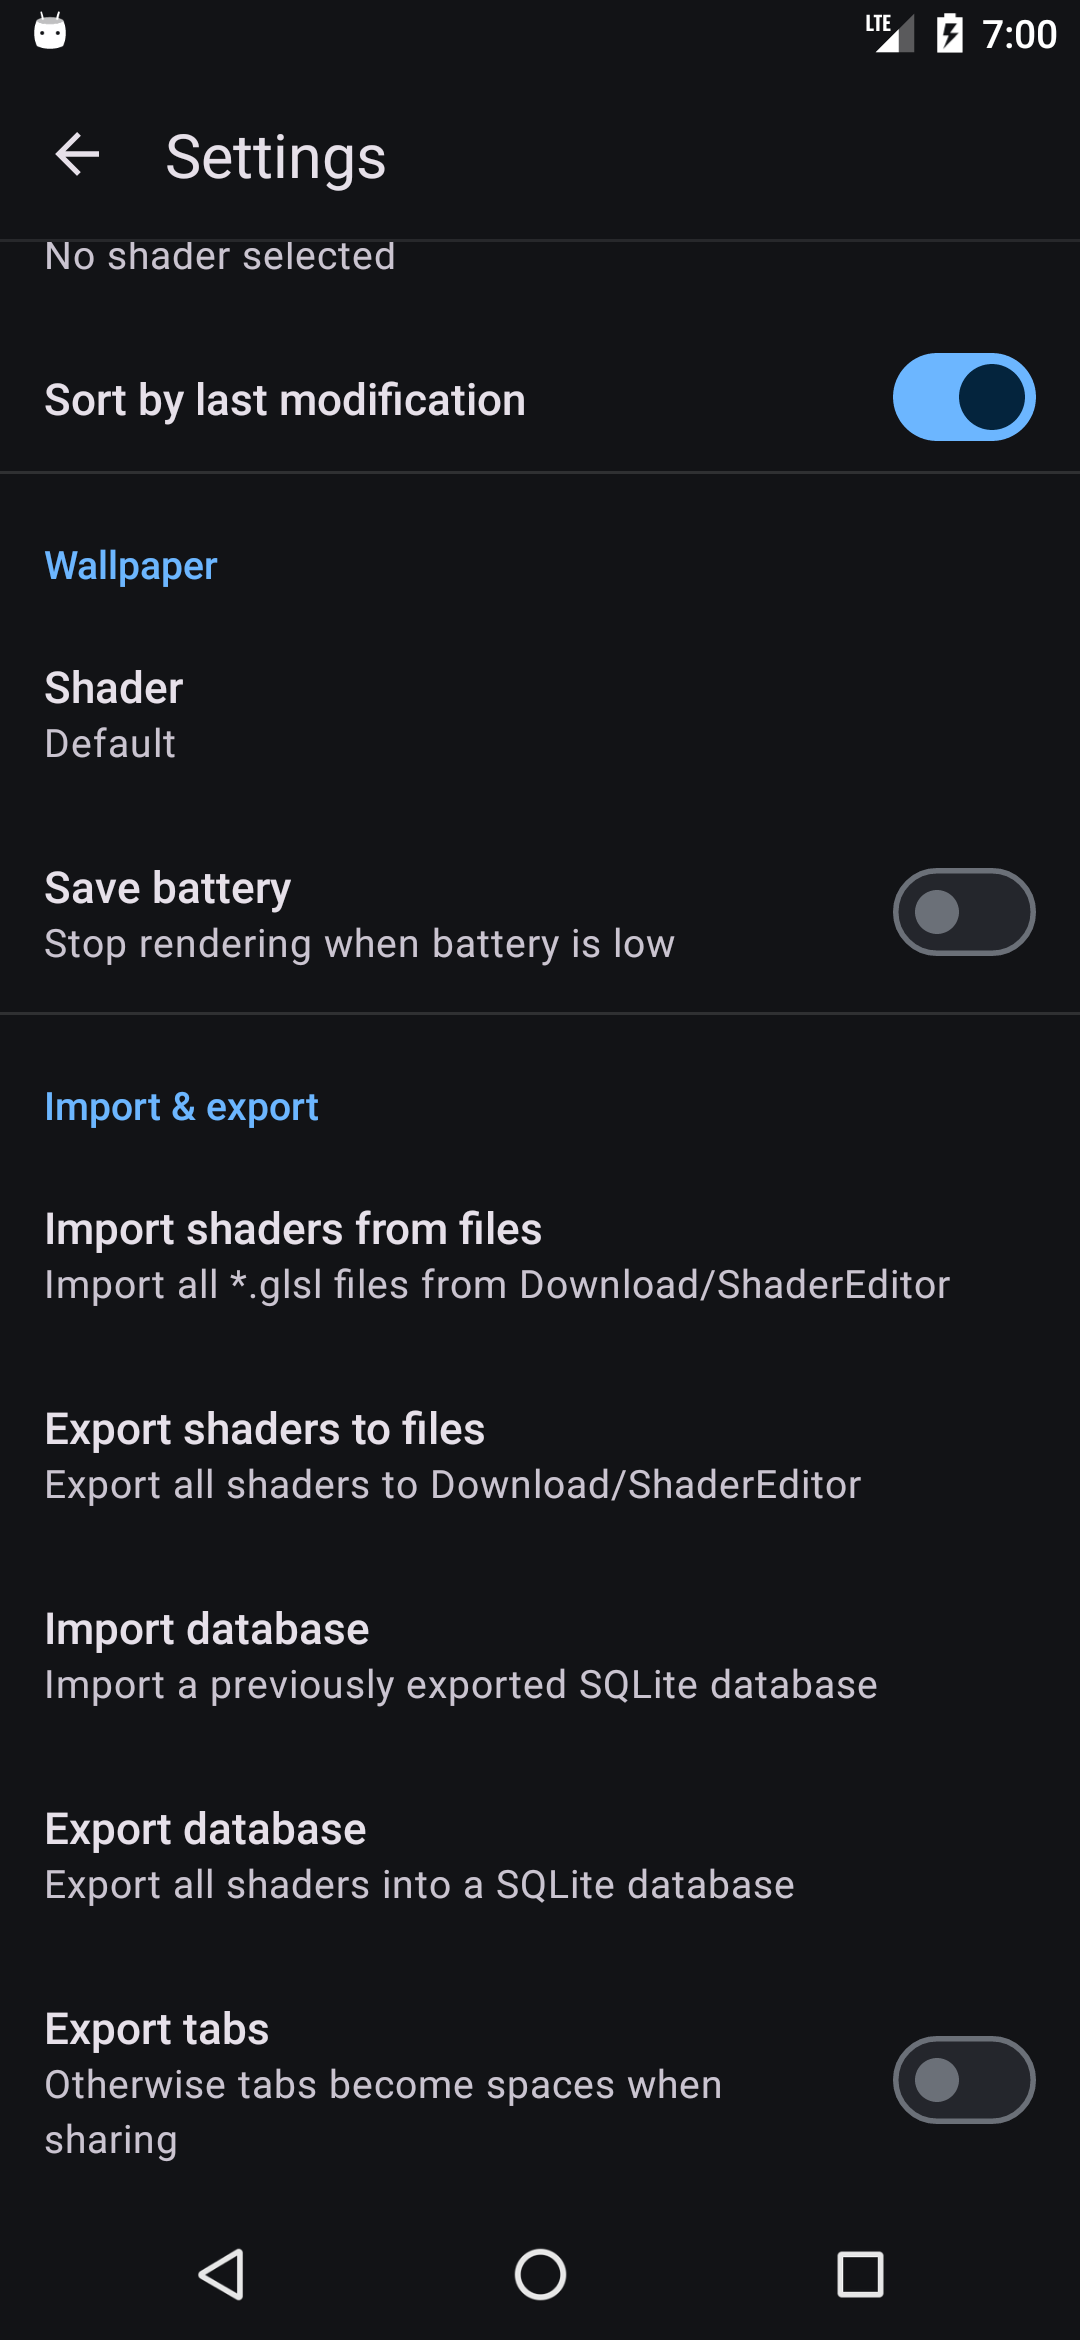 LTE 7:00
Settings
No shader selected
Sort by last modification
Wallpaper
Shader
Default
Save battery
Stop rendering when battery is low
Import & export
Import shaders from files
Import all *.glsl files from Download/ShaderEditor
Export shaders to files
Export all shaders to Download/ShaderEditor
Import database
Import a previously exported SQLite database
Export database
Export all shaders into a SQLite database
Export tabs
Otherwise tabs become spaces when
sharing